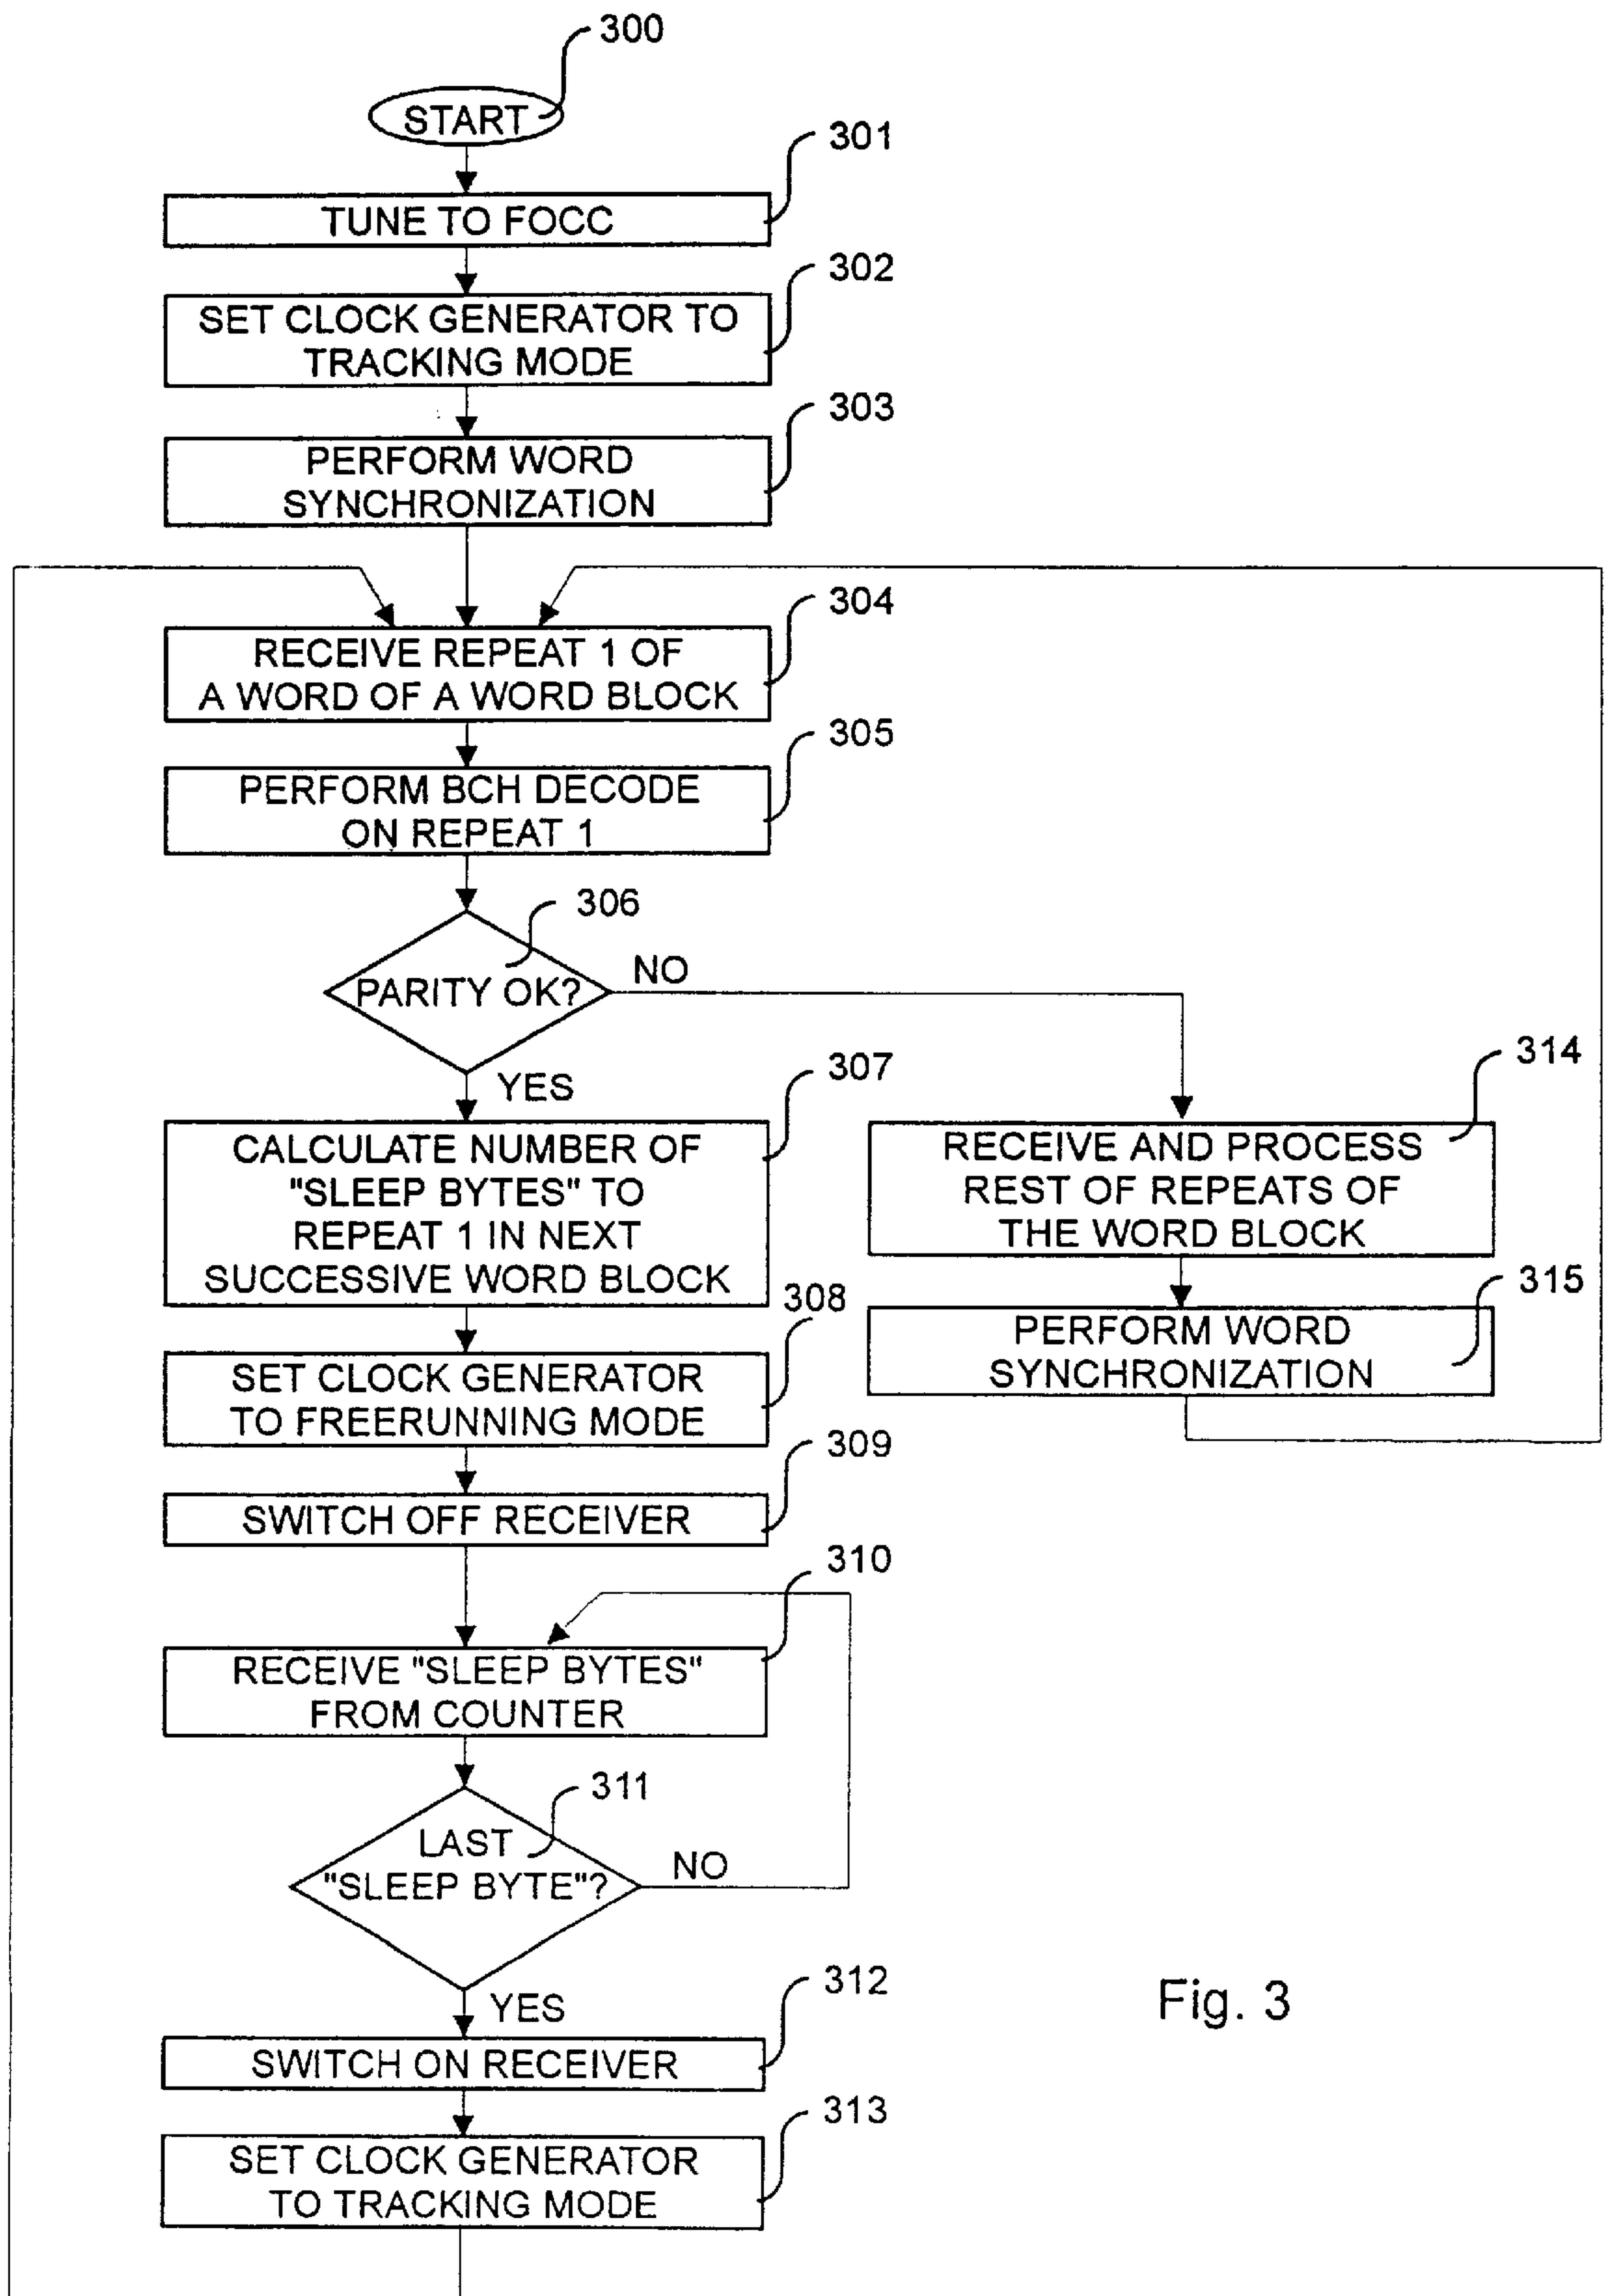 300
START
301
TUNE TO FOCC
302
SET CLOCK GENERATOR TO
TRACKING MODE
303
PERFORM WORD
SYNCHRONIZATION
304
RECEIVE REPEAT 1 OF
A WORD OF A WORD BLOCK
305
PERFORM BCH DECODE
ON REPEAT 1
306
PARITY OK?
NO
YES
307
CALCULATE NUMBER OF
"SLEEP BYTES" TO
REPEAT 1 IN NEXT
SUCCESSIVE WORD BLOCK
314
RECEIVE AND PROCESS
REST OF REPEATS OF
THE WORD BLOCK
308
SET CLOCK GENERATOR
TO FREERUNNING MODE
315
PERFORM WORD
SYNCHRONIZATION
309
SWITCH OFF RECEIVER
310
RECEIVE "SLEEP BYTES"
FROM COUNTER
311
LAST
"SLEEP BYTE"?
NO
YES
312
SWITCH ON RECEIVER
313
SET CLOCK GENERATOR
TO TRACKING MODE
Fig. 3